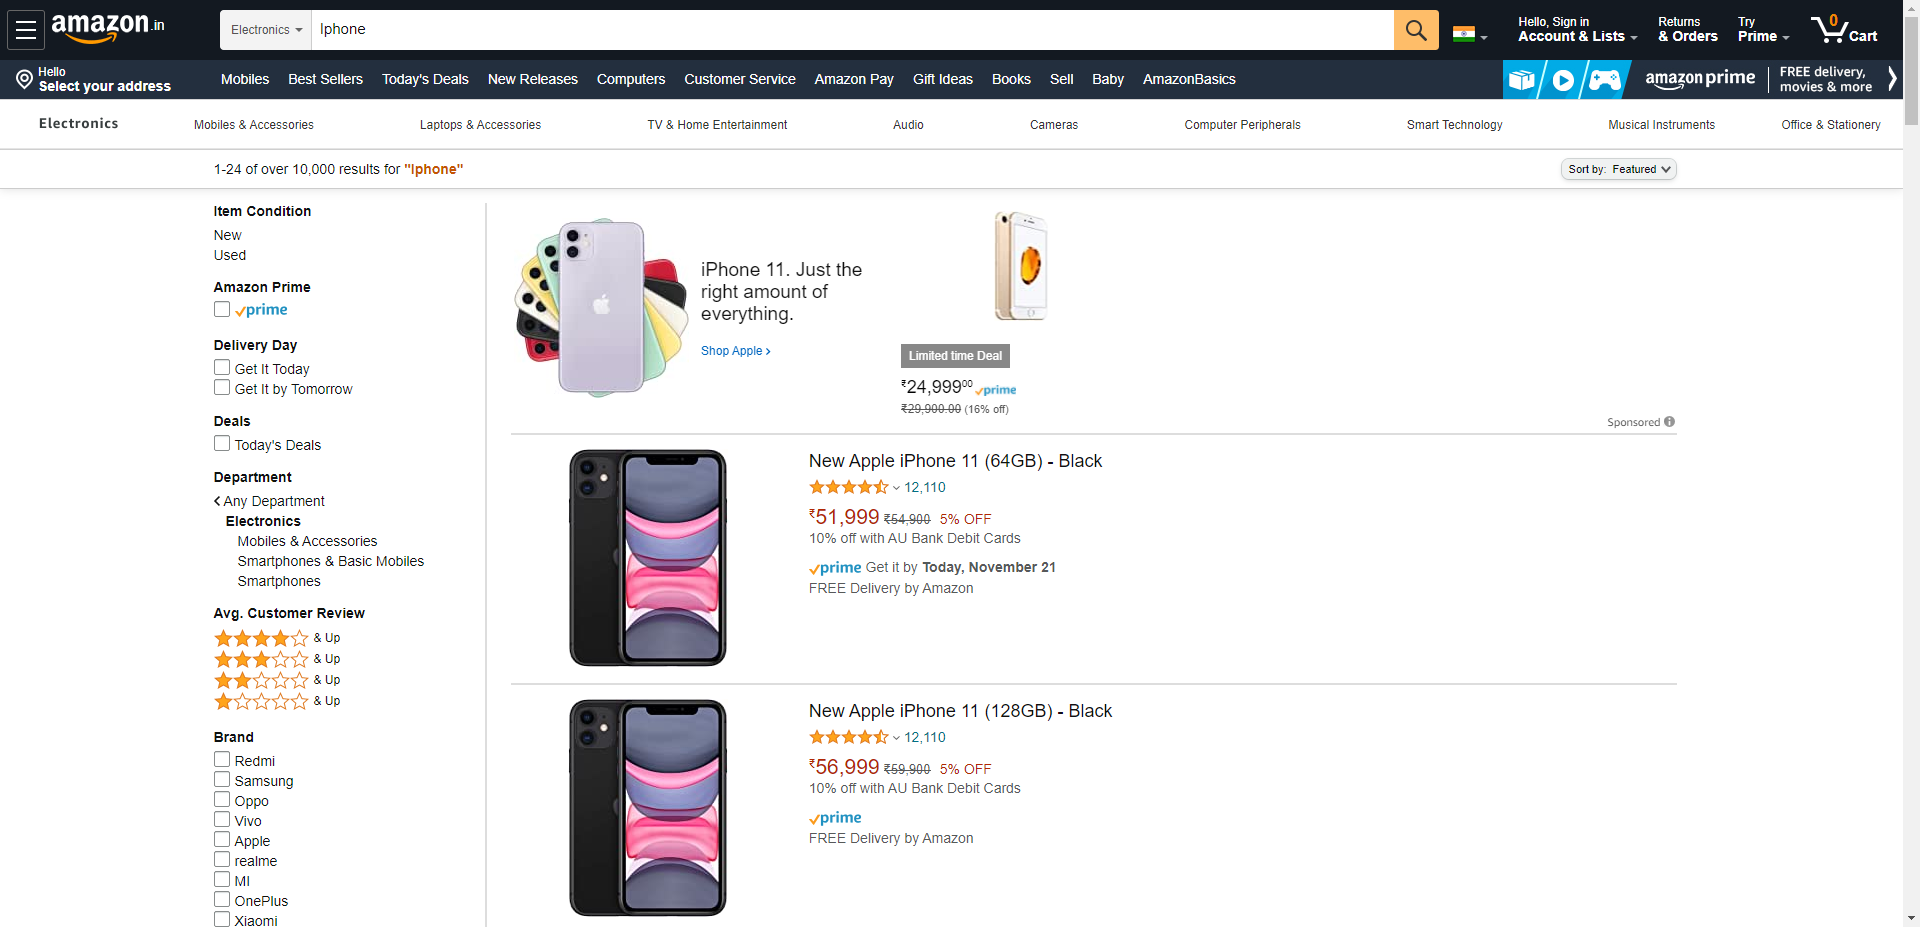 amazon.in
Electronics
Iphone
Hello, Sign in
Account & Lists
Returns
& Orders
Try
Prime
0
Cart
Hello
Select your address
Mobiles Best Sellers Today's Deals New Releases Computers Customer Service Amazon Pay Gift Ideas Books Sell Baby AmazonBasics
amazon prime
FREE delivery,
movies & more
Electronics Mobiles & Accessories Laptops & Accessories TV & Home Entertainment Audio Cameras Computer Peripherals Smart Technology Musical Instruments Office & Stationery
1-24 of over 10,000 results for "Iphone"
Sort by: Featured
Item Condition
New
Used
Amazon Prime
prime
Delivery Day
Get It Today
Get It by Tomorrow
Deals
Today's Deals
Department
Any Department
Electronics
Mobiles & Accessories
Smartphones & Basic Mobiles
Smartphones
Avg. Customer Review
& Up
& Up
& Up
& Up
Brand
Redmi
Samsung
Oppo
Vivo
Apple
realme
MI
OnePlus
Xiaomi
iPhone 11. Just the
right amount of
everything.
Shop Apple ›
Limited time Deal
₹24,99900 prime
₹29,900.00 (16% off)
Sponsored
New Apple iPhone 11 (64GB) - Black
12,110
₹51,999 ₹54,900 5% OFF
10% off with AU Bank Debit Cards
prime Get it by Today, November 21
FREE Delivery by Amazon
New Apple iPhone 11 (128GB) - Black
12,110
₹56,999 ₹59,900 5% OFF
10% off with AU Bank Debit Cards
prime
FREE Delivery by Amazon